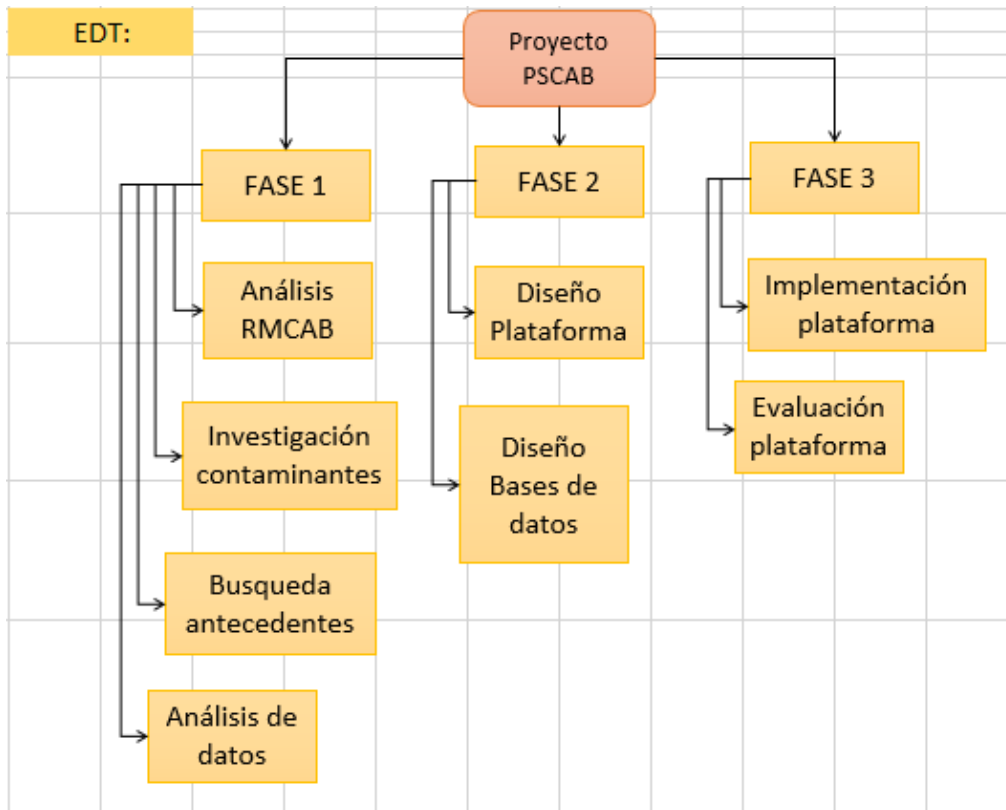 EDT:
Proyecto
PSCAB
FASE 1
FASE 2
FASE 3
Análisis
RMCAB
Diseño
Plataforma
Implementación
plataforma
Investigación
contaminantes
Diseño
Bases de
datos
Evaluación
plataforma
Busqueda
antecedentes
Análisis de
datos